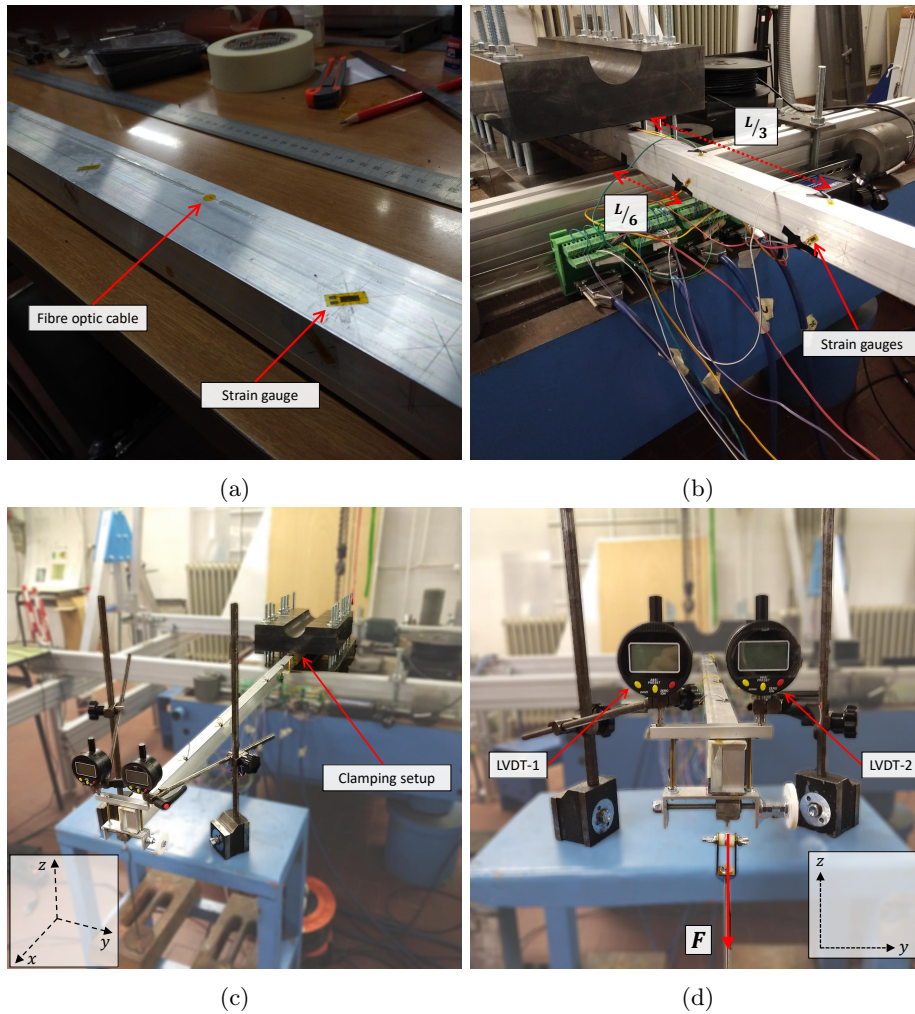 Fibre optic cable
Strain gauge
(a)
L/3
L/6
Strain gauges
(b)
Clamping setup
z
y
x
(c)
LVDT-1
LVDT-2
F
z
y
(d)